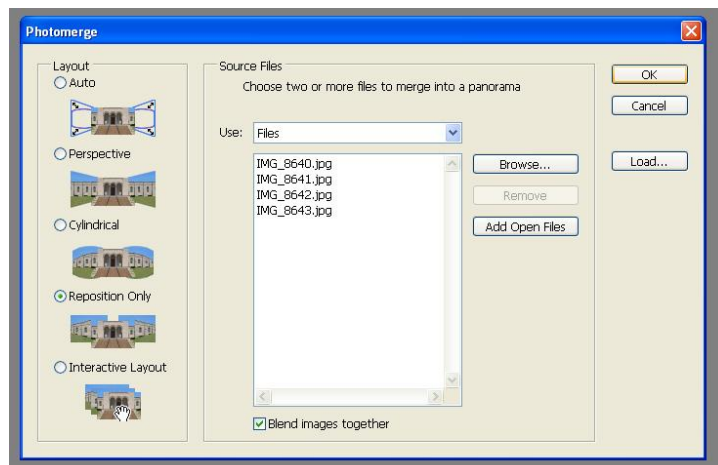 Photomerge
Layout
Auto
Perspective
Cylindrical
Reposition Only
Interactive Layout
Source Files
Choose two or more files to merge into a panorama
Use: Files
IMG_8640.jpg
IMG_8641.jpg
IMG_8642.jpg
IMG_8643.jpg
Browse...
Remove
Add Open Files
Blend images together
OK
Cancel
Load...